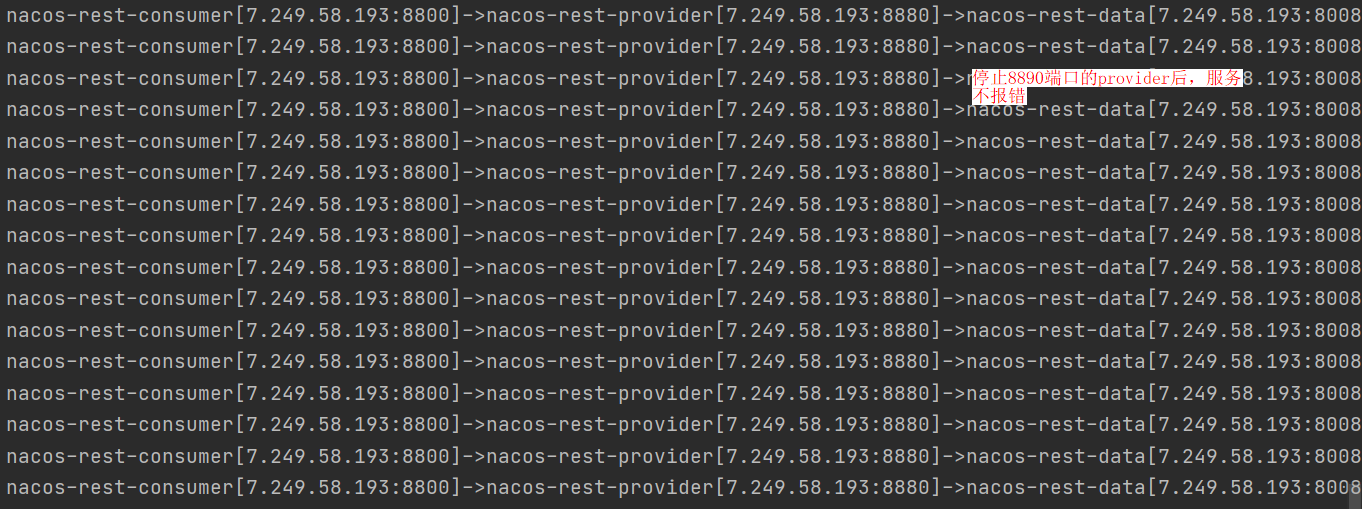 nacos-rest-consumer[7.249.58.193:8800]->nacos-rest-provider[7.249.58.193:8880]->nacos-rest-data[7.249.58.193:8008
nacos-rest-consumer[7.249.58.193:8800]->nacos-rest-provider[7.249.58.193:8880]->nacos-rest-data[7.249.58.193:8008
nacos-rest-consumer[7.249.58.193:8800]->nacos-rest-provider[7.249.58.193:8880]->n
停止8890端口的provider后，服务
8.193:8008
不报错
nacos-rest-consumer[7.249.58.193:8800]->nacos-rest-provider[7.249.58.193:8880]->nacos-rest-data[7.249.58.193:8008
nacos-rest-consumer[7.249.58.193:8800]->nacos-rest-provider[7.249.58.193:8880]->nacos-rest-data[7.249.58.193:8008
nacos-rest-consumer[7.249.58.193:8800]->nacos-rest-provider[7.249.58.193:8880]->nacos-rest-data[7.249.58.193:8008
nacos-rest-consumer[7.249.58.193:8800]->nacos-rest-provider[7.249.58.193:8880]->nacos-rest-data[7.249.58.193:8008
nacos-rest-consumer[7.249.58.193:8800]->nacos-rest-provider[7.249.58.193:8880]->nacos-rest-data[7.249.58.193:8008
nacos-rest-consumer[7.249.58.193:8800]->nacos-rest-provider[7.249.58.193:8880]->nacos-rest-data[7.249.58.193:8008
nacos-rest-consumer[7.249.58.193:8800]->nacos-rest-provider[7.249.58.193:8880]->nacos-rest-data[7.249.58.193:8008
nacos-rest-consumer[7.249.58.193:8800]->nacos-rest-provider[7.249.58.193:8880]->nacos-rest-data[7.249.58.193:8008
nacos-rest-consumer[7.249.58.193:8800]->nacos-rest-provider[7.249.58.193:8880]->nacos-rest-data[7.249.58.193:8008
nacos-rest-consumer[7.249.58.193:8800]->nacos-rest-provider[7.249.58.193:8880]->nacos-rest-data[7.249.58.193:8008
nacos-rest-consumer[7.249.58.193:8800]->nacos-rest-provider[7.249.58.193:8880]->nacos-rest-data[7.249.58.193:8008
nacos-rest-consumer[7.249.58.193:8800]->nacos-rest-provider[7.249.58.193:8880]->nacos-rest-data[7.249.58.193:8008
nacos-rest-consumer[7.249.58.193:8800]->nacos-rest-provider[7.249.58.193:8880]->nacos-rest-data[7.249.58.193:8008